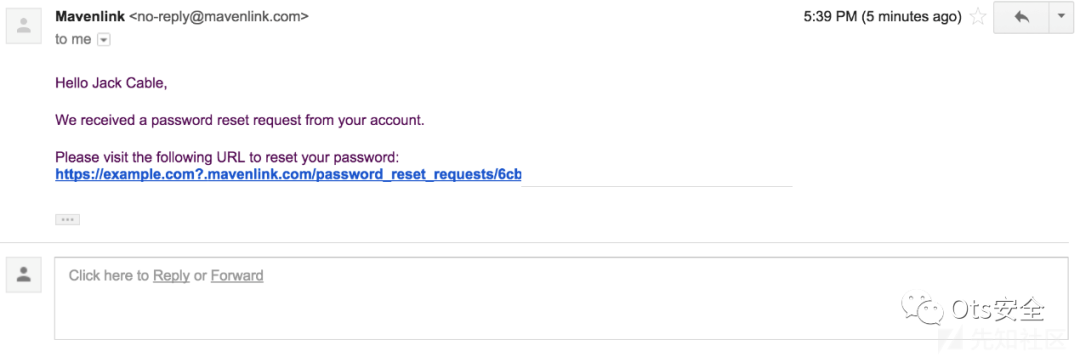 Mavenlink <no-reply@mavenlink.com>
5:39 PM (5 minutes ago)
to me
Hello Jack Cable,
We received a password reset request from your account.
Please visit the following URL to reset your password:
https://example.com?.mavenlink.com/password_reset_requests/6cb
Click here to Reply or Forward
Ots安全
先知社区